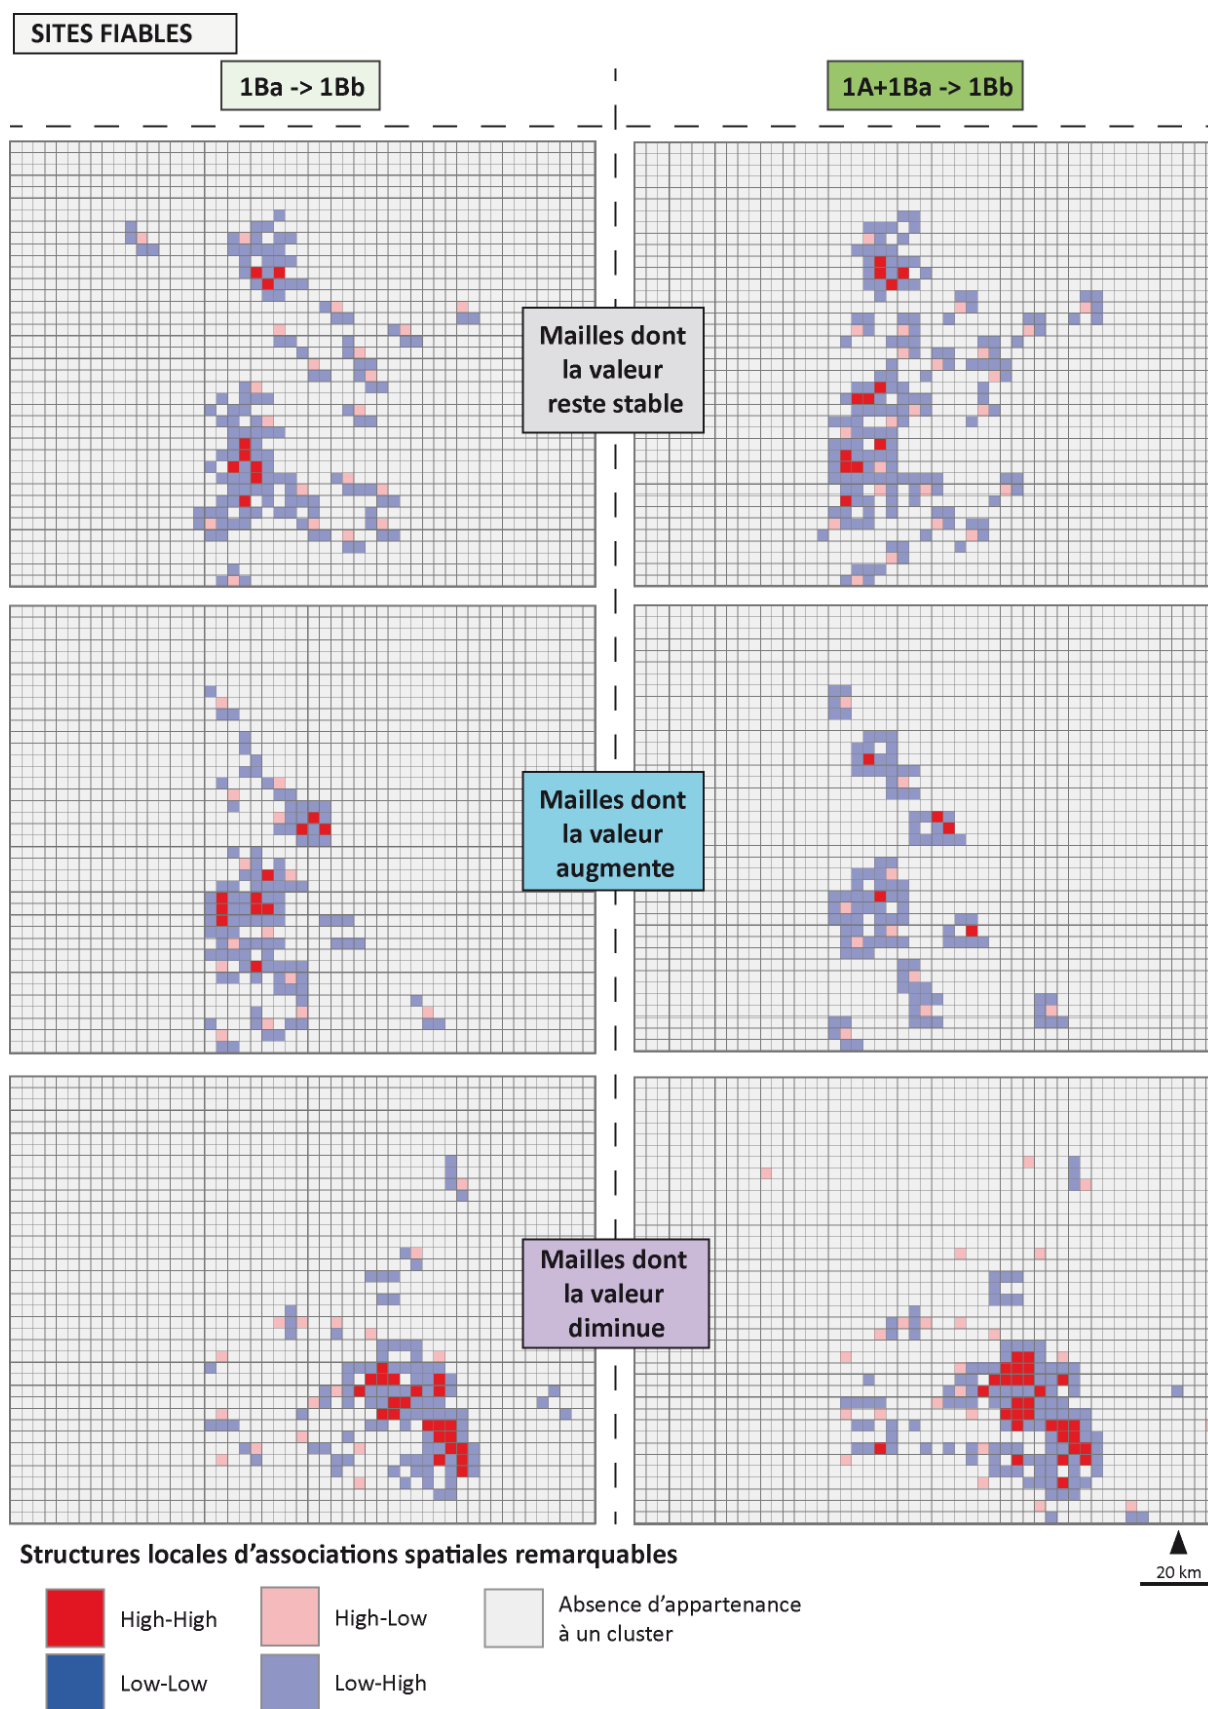 SITES FIABLES
1Ba -> 1Bb
1A+1Ba -> 1Bb
Mailles dont
la valeur
reste stable
Mailles dont
la valeur
augmente
Mailles dont
la valeur
diminue
Structures locales d'associations spatiales remarquables
20 km
High-High
High-Low
Absence d'appartenance
à un cluster
Low-Low
Low-High